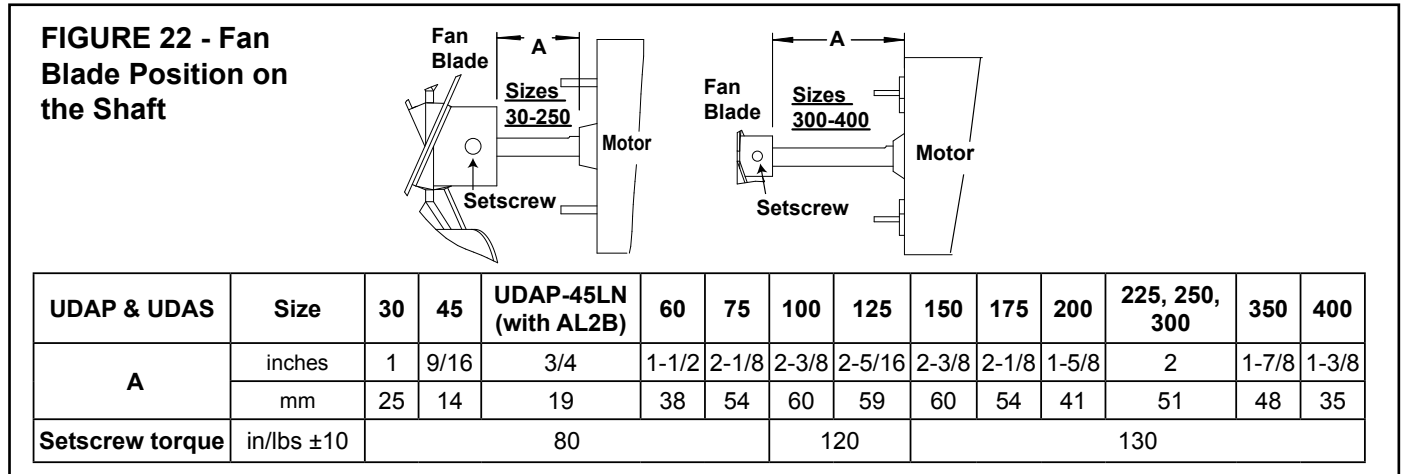 FIGURE 22 - Fan
Blade Position on
the Shaft
Fan
Blade
A
Sizes
30-250
Motor
Setscrew
A
Fan
Blade
Sizes
300-400
Motor
Setscrew
UDAP & UDAS Size 30 45 UDAP-45LN (with AL2B) 60 75 100 125 150 175 200 225, 250, 300 350 400
A inches 1 9/16 3/4 1-1/2 2-1/8 2-3/8 2-5/16 2-3/8 2-1/8 1-5/8 2 1-7/8 1-3/8
mm 25 14 19 38 54 60 59 60 54 41 51 48 35
Setscrew torque in/lbs ±10 80 120 130